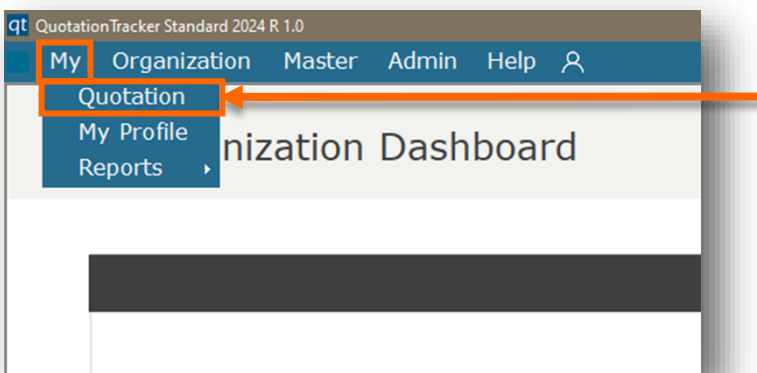 qt QuotationTracker Standard 2024 R 1.0
My Organization Master Admin Help
Quotation
My Profile
Reports
nization Dashboard